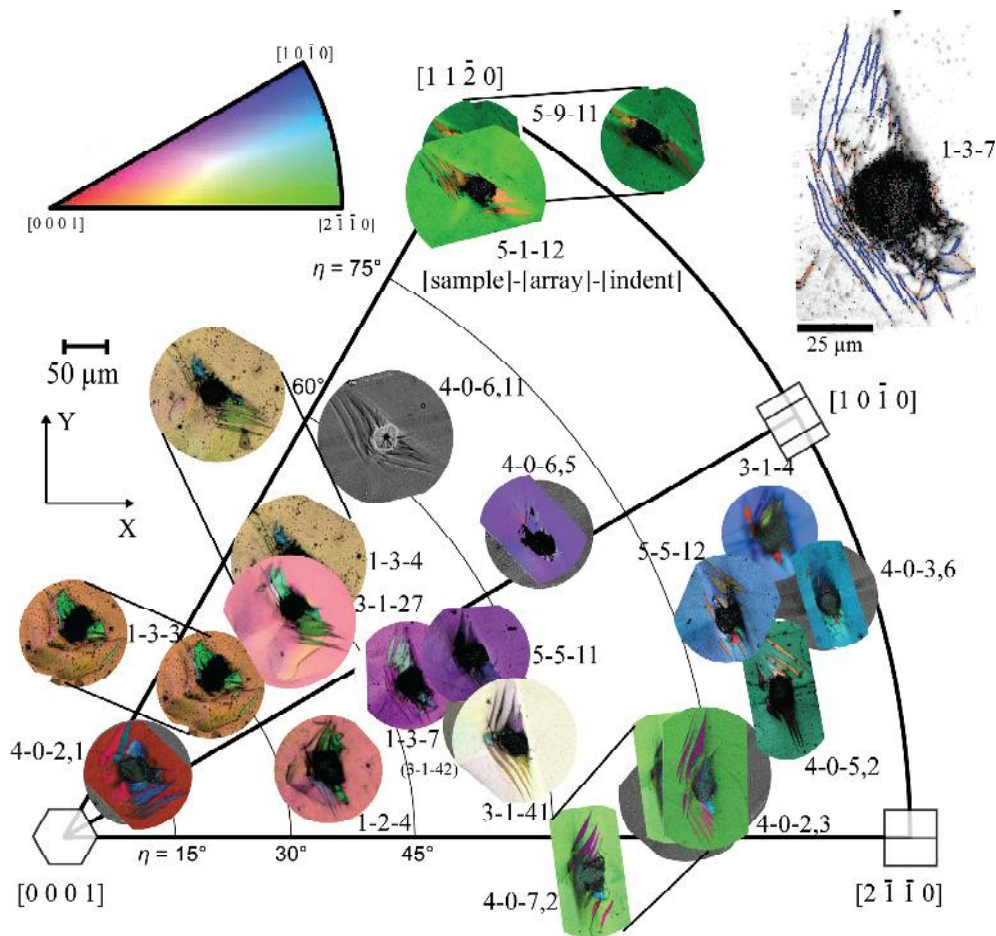 [10 1̄ 0]
[0 0 0 1]
[2 1̄ 1̄ 0]
[1 1 2̄ 0]
5-9-11
5-1-12
[sample]-[array]-[indent]
1-3-7
25 μm
η = 75°
50 μm
Y
X
60°
4-0-6,11
[1 0 1̄ 0]
4-0-6,5
3-1-4
5-5-12
4-0-3,6
1-3-4
3-1-27
1-3-3
5-5-11
1-3-7
(3-1-42)
4-0-2,1
4-0-5,2
3-1-41
1-2-4
4-0-2,3
η = 15°
30°
45°
4-0-7,2
[0 0 0 1]
[2 1̄ 1̄ 0]